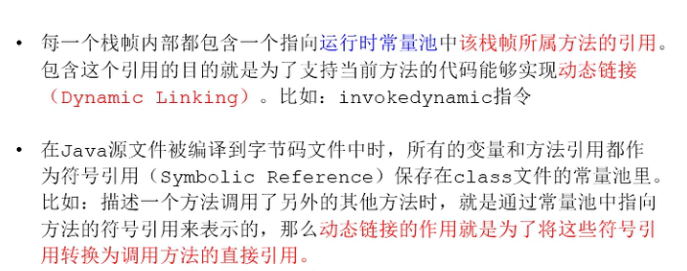 • 每一个栈帧内部都包含一个指向运行时常量池中该栈帧所属方法的引用。
包含这个引用的目的就是为了支持当前方法的代码能够实现动态链接
（Dynamic Linking）。比如：invokedynamic指令
• 在Java源文件被编译到字节码文件中时，所有的变量和方法引用都作
为符号引用（Symbolic Reference）保存在class文件的常量池里。
比如：描述一个方法调用了另外的其他方法时，就是通过常量池中指向
方法的符号引用来表示的，那么动态链接的作用就是为了将这些符号引
用转换为调用方法的直接引用。